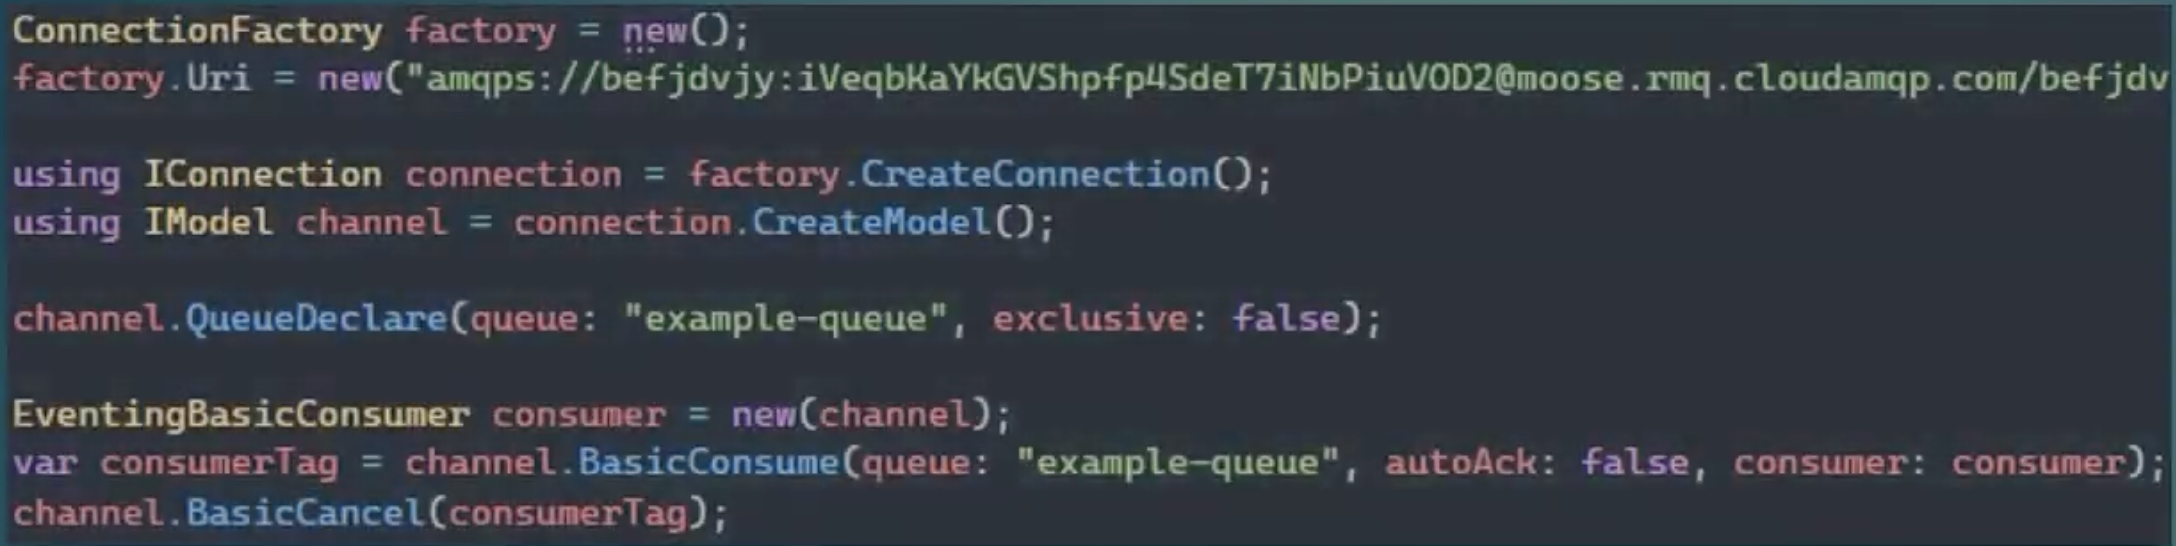 ConnectionFactory factory = new();
factory.Uri = new("amqps://befjdvjy:iVeqbKaYkGVShpfp4SdeT7iNbPiuVOD2@moose.rmq.cloudamqp.com/befjdv
using IConnection connection = factory.CreateConnection();
using IModel channel = connection.CreateModel();
channel.QueueDeclare(queue: "example-queue", exclusive: false);
EventingBasicConsumer consumer = new(channel);
var consumerTag = channel.BasicConsume(queue: "example-queue", autoAck: false, consumer: consumer);
channel.BasicCancel(consumerTag);